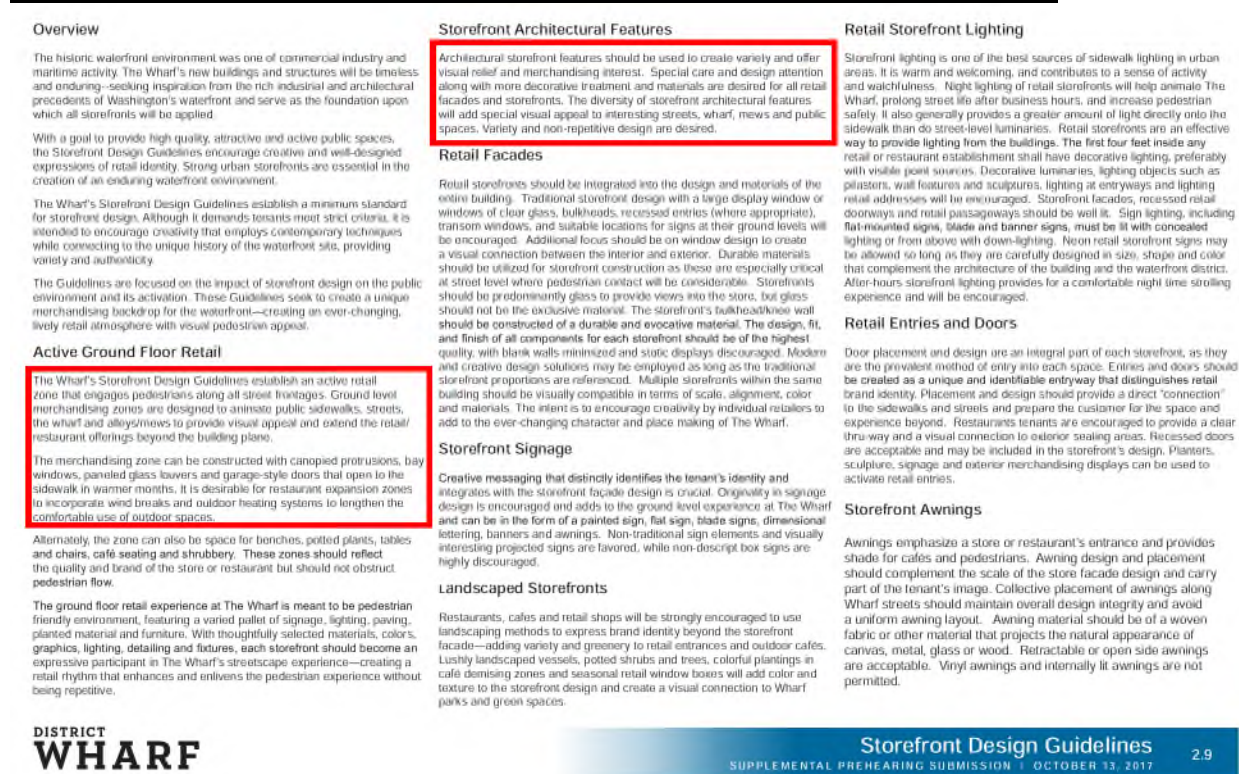 Overview
The historic waterfront environment was one of commercial industry and
maritime activity. The Wharf's new buildings and structures will be timeless
and enduring--seeking inspiration from the rich industrial and architectural
precedents of Washington's waterfront and serve as the foundation upon
which all storefronts will be applied
With a goal to provide high quality, attractive and active public spaces,
the Storefront Design Guidelines encourage creative and well-designed
expressions of retail identity. Strong urban storefronts are essential in the
creation of an enduring waterfront environment.
The Wharf's Storefront Design Guidelines establish a minimum standard
for storefront design. Although it demands tenants meet strict criteria, it is
intended to encourage creativity that employs contemporary techniques
while connecting to the unique history of the waterfront site, providing
variety and authenticity.
The Guidelines are focused on the impact of storefront design on the public
environment and its activation. These Guidelines seek to create a unique
merchandising backdrop for the waterfront—creating an ever-changing,
lively retail atmosphere with visual pedestrian appeal.
Active Ground Floor Retail
The Wharf's Storefront Design Guidelines establish an active retail
zone that engages pedestrians along all street frontages. Ground level
merchandising zones are designed to animate public sidewalks, streets,
the wharf and alleys/mews to provide visual appeal and extend the retail/
restaurant offerings beyond the building plane.
The merchandising zone can be constructed with canopied protrusions, bay
windows, paneled glass louvers and garage-style doors that open to the
sidewalk in warmer months. It is desirable for restaurant expansion zones
to incorporate wind breaks and outdoor heating systems to lengthen the
comfortable use of outdoor spaces.
Alternately, the zone can also be space for benches, potted plants, tables
and chairs, café seating and shrubbery. These zones should reflect
the quality and brand of the store or restaurant but should not obstruct
pedestrian flow.
The ground floor retail experience at The Wharf is meant to be pedestrian
friendly environment, featuring a varied pallet of signage, lighting, paving,
planted material and furniture. With thoughtfully selected materials, colors,
graphics, lighting, detailing and fixtures, each storefront should become an
expressive participant in The Wharf's streetscape experience—creating a
retail rhythm that enhances and enlivens the pedestrian experience without
being repetitive.
Storefront Architectural Features
Architectural storefront features should be used to create variety and offer
visual relief and merchandising interest. Special care and design attention
along with more decorative treatment and materials are desired for all retail
facades and storefronts. The diversity of storefront architectural features
will add special visual appeal to interesting streets, wharf, mews and public
spaces. Variety and non-repetitive design are desired.
Retail Facades
Retail storefronts should be integrated into the design and materials of the
entire building. Traditional storefront design with a large display window or
windows of clear glass, bulkheads, recessed entries (where appropriate),
transom windows, and suitable locations for signs at their ground levels will
be encouraged. Additional focus should be on window design to create
a visual connection between the interior and exterior. Durable materials
should be utilized for storefront construction as these are especially critical
at street level where pedestrian contact will be considerable. Storefronts
should be predominantly glass to provide views into the store, but glass
should not be the exclusive material. The storefront's bulkhead/knee wall
should be constructed of a durable and evocative material. The design, fit,
and finish of all components for each storefront should be of the highest
quality, with blank walls minimized and static displays discouraged. Modern
and creative design solutions may be employed as long as the traditional
storefront proportions are referenced. Multiple storefronts within the same
building should be visually compatible in terms of scale, alignment, color
and materials. The intent is to encourage creativity by individual retailers to
add to the ever-changing character and place making of The Wharf.
Storefront Signage
Creative messaging that distinctly identifies the tenant's identity and
integrates with the storefront façade design is crucial. Originality in signage
design is encouraged and adds to the ground level experience at The Wharf
and can be in the form of a painted sign, flat sign, blade signs, dimensional
lettering, banners and awnings. Non-traditional sign elements and visually
interesting projected signs are favored, while non-descript box signs are
highly discouraged.
Landscaped Storefronts
Restaurants, cafes and retail shops will be strongly encouraged to use
landscaping methods to express brand identity beyond the storefront
facade—adding variety and greenery to retail entrances and outdoor cafés.
Lushly landscaped vessels, potted shrubs and trees, colorful plantings in
café demising zones and seasonal retail window boxes will add color and
texture to the storefront design and create a visual connection to Wharf
parks and green spaces.
Retail Storefront Lighting
Storefront lighting is one of the best sources of sidewalk lighting in urban
areas. It is warm and welcoming, and contributes to a sense of activity
and watchfulness. Night lighting of retail storefronts will help animate The
Wharf, prolong street life after business hours, and increase pedestrian
safety. It also generally provides a greater amount of light directly onto the
sidewalk than do street-level luminaries. Retail storefronts are an effective
way to provide lighting from the buildings. The first four feet inside any
retail or restaurant establishment shall have decorative lighting, preferably
with visible point sources. Decorative luminaries, lighting objects such as
pilasters, wall features and sculptures, lighting at entryways and lighting
retail addresses will be encouraged. Storefront facades, recessed retail
doorways and retail passageways should be well lit. Sign lighting, including
flat-mounted signs, blade and banner signs, must be lit with concealed
lighting or from above with down-lighting. Neon retail storefront signs may
be allowed so long as they are carefully designed in size, shape and color
that complement the architecture of the building and the waterfront district.
After-hours storefront lighting provides for a comfortable night time strolling
experience and will be encouraged.
Retail Entries and Doors
Door placement and design are an integral part of each storefront, as they
are the prevalent method of entry into each space. Entries and doors should
be created as a unique and identifiable entryway that distinguishes retail
brand identity. Placement and design should provide a direct "connection"
to the sidewalks and streets and prepare the customer for the space and
experience beyond. Restaurants tenants are encouraged to provide a clear
thru-way and a visual connection to exterior seating areas. Recessed doors
are acceptable and may be included in the storefront's design. Planters,
sculpture, signage and exterior merchandising displays can be used to
activate retail entries.
Storefront Awnings
Awnings emphasize a store or restaurant's entrance and provides
shade for cafés and pedestrians. Awning design and placement
should complement the scale of the store facade design and carry
part of the tenant's image. Collective placement of awnings along
Wharf streets should maintain overall design integrity and avoid
a uniform awning layout. Awning material should be of a woven
fabric or other material that projects the natural appearance of
canvas, metal, glass or wood. Retractable or open side awnings
are acceptable. Vinyl awnings and internally lit awnings are not
permitted.
DISTRICT
WHARF
Storefront Design Guidelines
SUPPLEMENTAL PREHEARING SUBMISSION | OCTOBER 13, 2017
2.9